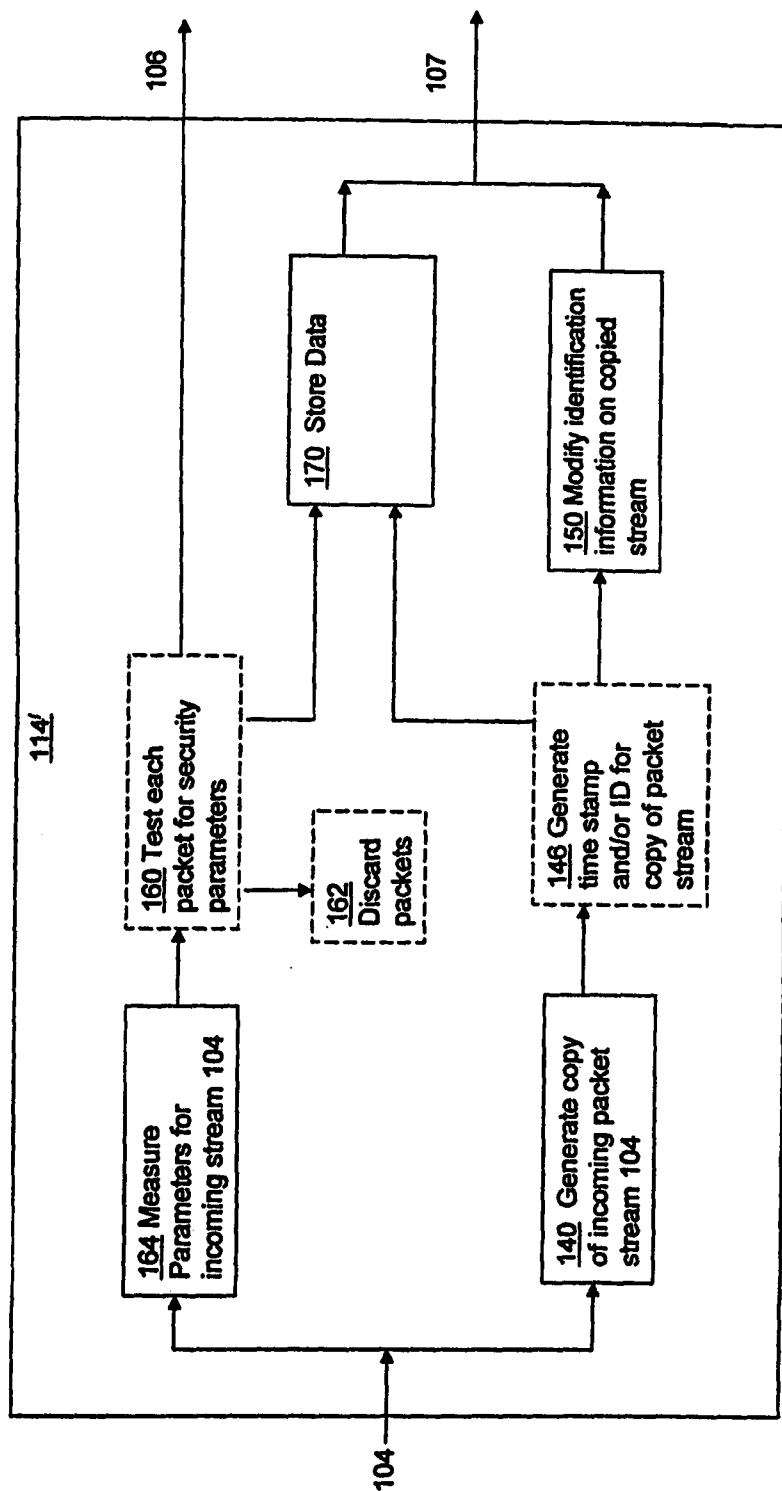 114'
104
164 Measure
Parameters for
incoming stream 104
160 Test each
packet for security
parameters
106
162
Discard
packets
170 Store Data
107
140 Generate copy
of incoming packet
stream 104
146 Generate
time stamp
and/or ID for
copy of packet
stream
150 Modify identification
information on copied
stream